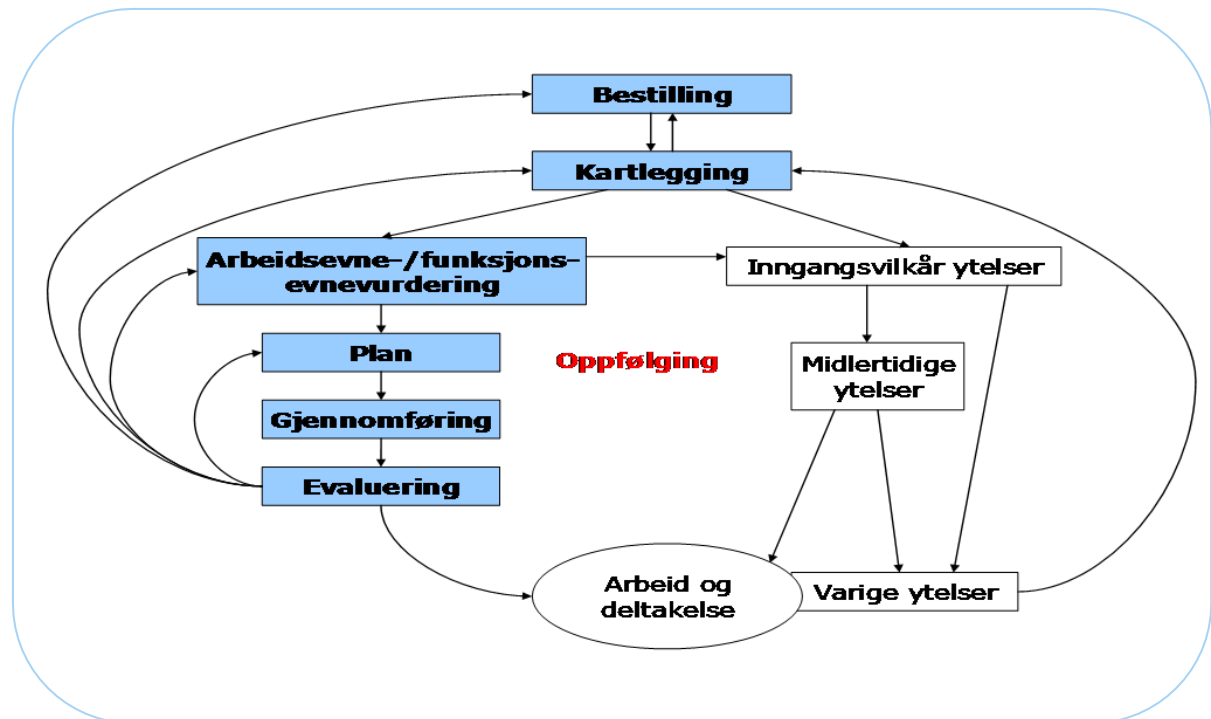 Bestilling
Kartlegging
Arbeidsevne-/funksjons-
evnevurdering
Inngangsvilkår ytelser
Plan
Oppfølging
Midlertidige
ytelser
Gjennomføring
Evaluering
Arbeid og
deltakelse
Varige ytelser